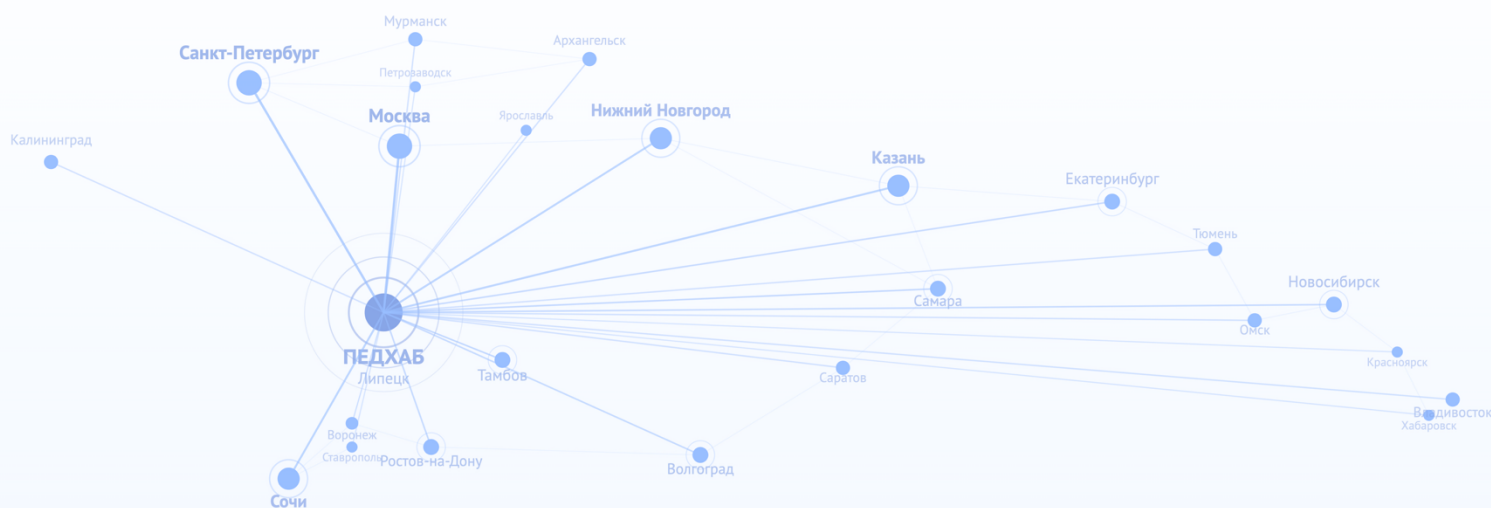 Мурманск
Архангельск
Санкт-Петербург
Петрозаводск
Нижний Новгород
Москва
Ярославль
Калининград
Казань
Екатеринбург
Тюмень
Новосибирск
Самара
Омск
ПЕДХАБ
Липецк
Тамбов
Саратов
Красноярск
Владивосток
Хабаровск
Воронеж
Ставрополь
Ростов-на-Дону
Волгоград
Сочи